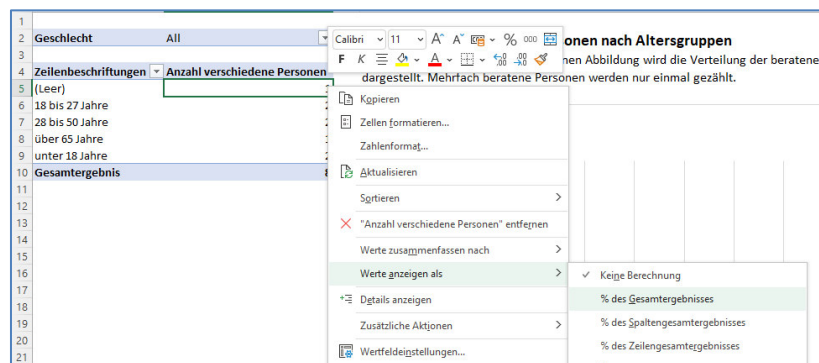 1
2 Geschlecht All
Calibri 11 A^ A˅ % 000
onen nach Altersgruppen
3
F K A
nen Abbildung wird die Verteilung der beratene
4 Zeilenbeschriftungen Anzahl verschiedene Personen
dargestellt. Mehrfach beratene Personen werden nur einmal gezählt.
5 (Leer)
6 18 bis 27 Jahre
7 28 bis 50 Jahre
8 über 65 Jahre
9 unter 18 Jahre
10 Gesamtergebnis
11
12
13
14
15
16
17
18
19
20
21
Kopieren
Zellen formatieren...
Zahlenformat...
Aktualisieren
Sortieren
"Anzahl verschiedene Personen" entfernen
Werte zusammenfassen nach
Werte anzeigen als
Details anzeigen
Zusätzliche Aktionen
Wertfeldeinstellungen...
Keine Berechnung
% des Gesamtergebnisses
% des Spaltengesamtergebnisses
% des Zeilengesamtergebnisses